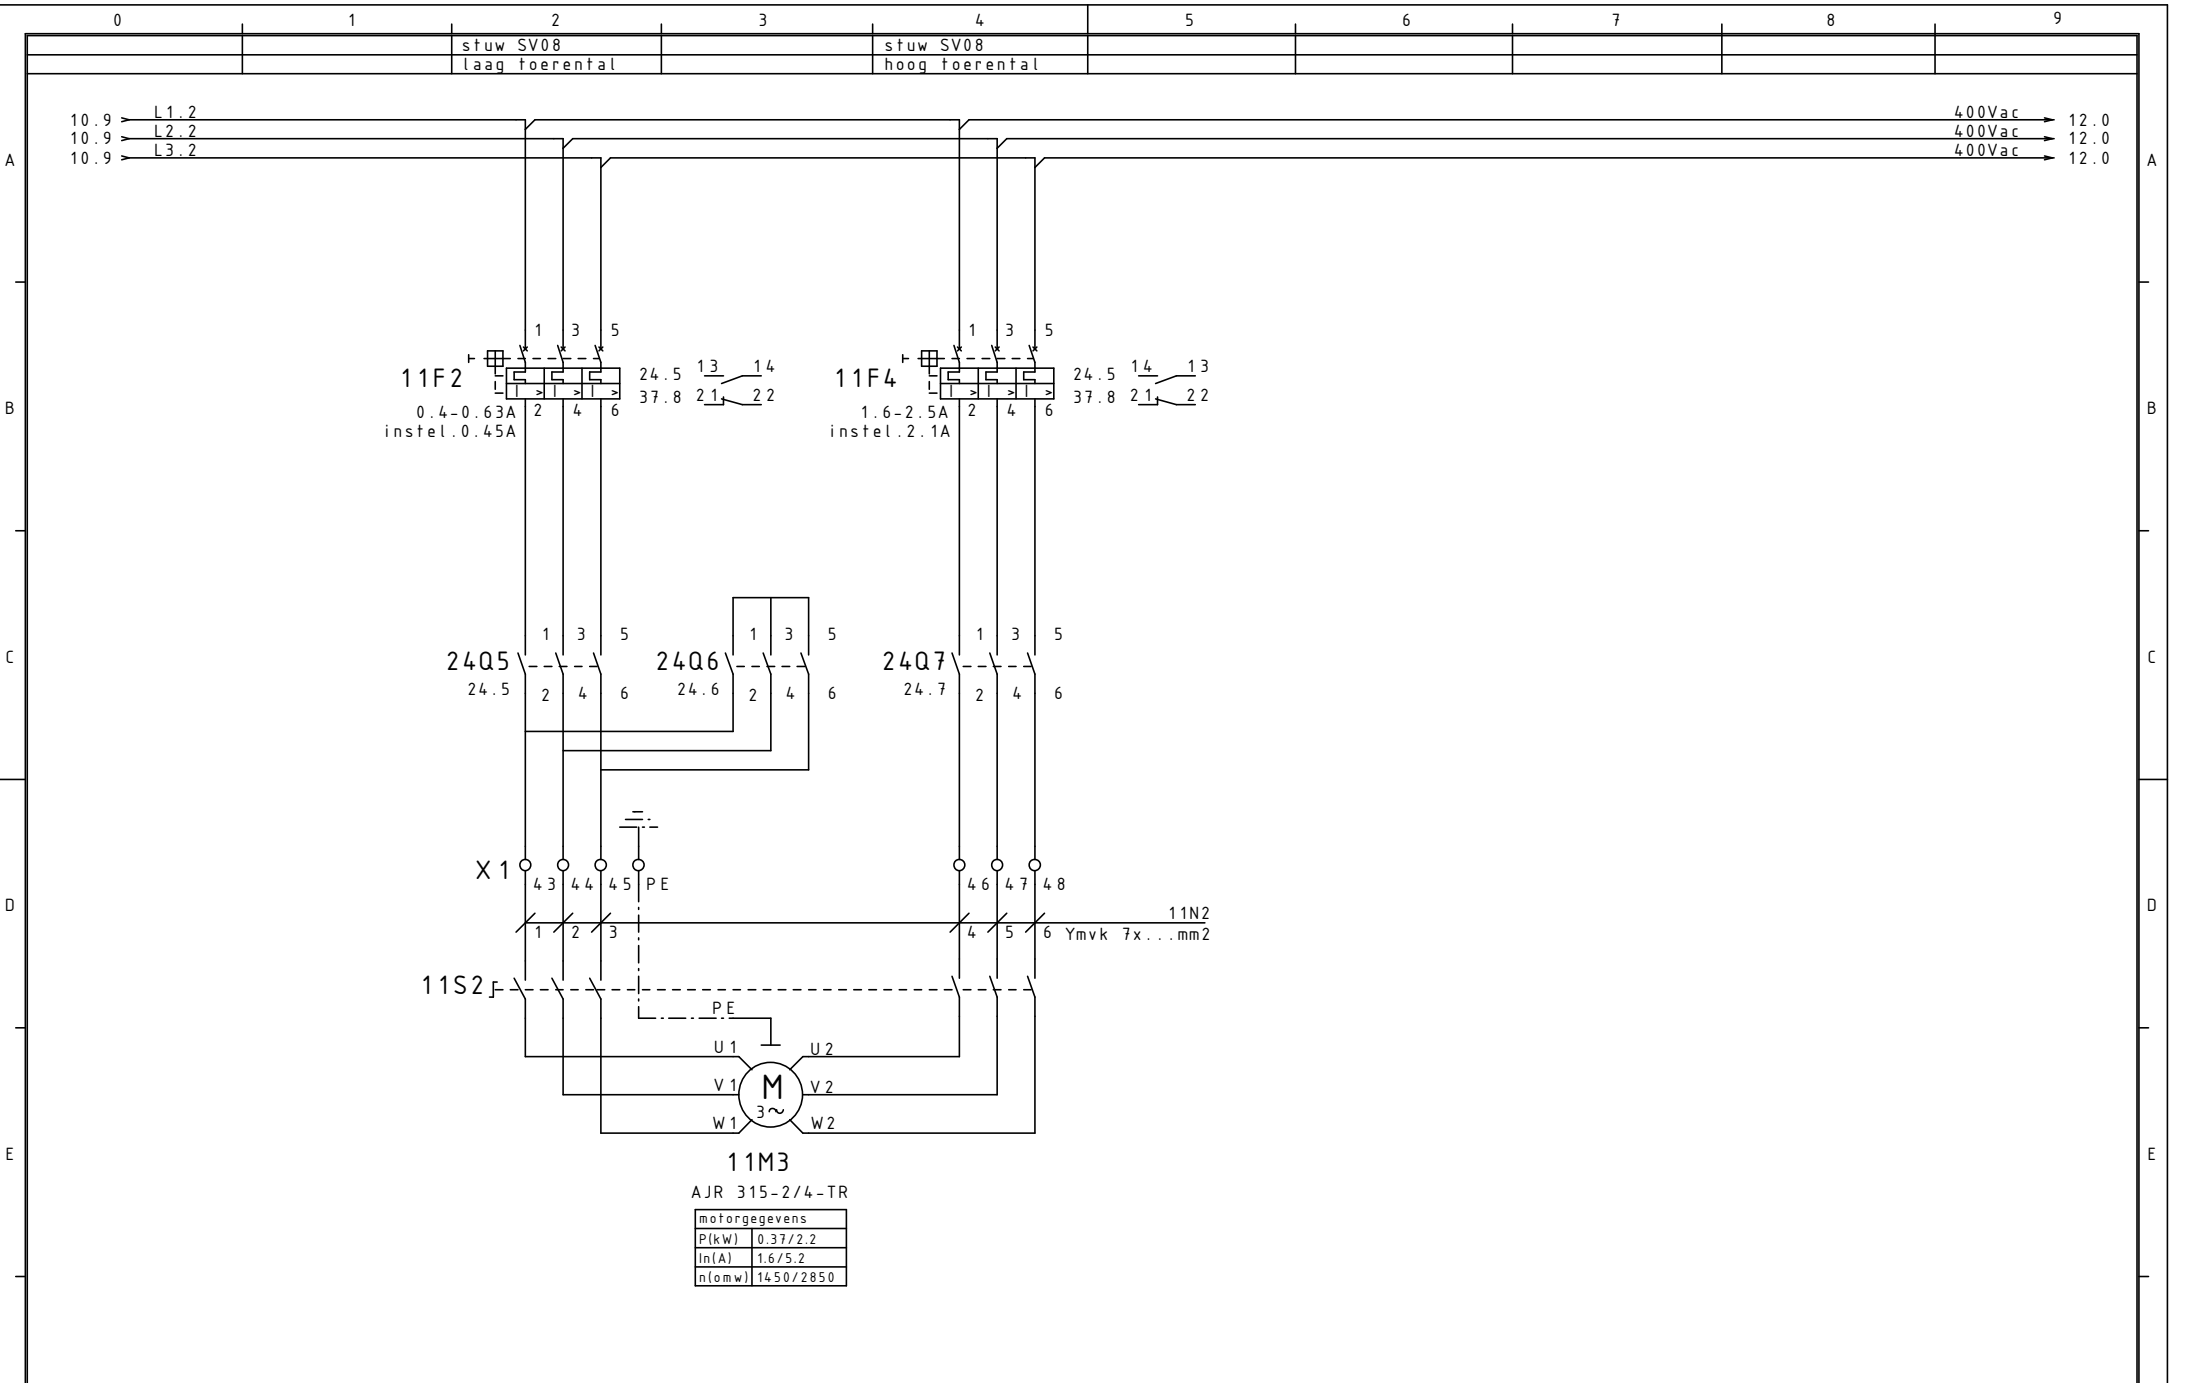 0 1 2 3 4 5 6 7 8 9
stuw SV08 stuw SV08
laag toerental hoog toerental
10.9 L1.2 400Vac 12.0
10.9 L2.2 400Vac 12.0
10.9 L3.2 400Vac 12.0
A A
1 3 5 1 3 5
11F2 24.5 13 14 11F4 24.5 14 13
37.8 21 22 37.8 21 22
B B
0.4-0.63A 2 4 6 1.6-2.5A 2 4 6
instel.0.45A instel.2.1A
1 3 5 1 3 5 1 3 5
C 24Q5 24Q6 24Q7 C
24.5 2 4 6 24.6 2 4 6 24.7 2 4 6
X1 43 44 45 PE 46 47 48
D D
11N2
1 2 3 4 5 6 Ymvk 7x...mm2
11S2
PE
U1 U2
V1 M V2
3~
W1 W2
E E
11M3
AJR 315-2/4-TR
motorgegevens
P(kW) 0.37/2.2
In(A) 1.6/5.2
n(omw) 1450/2850